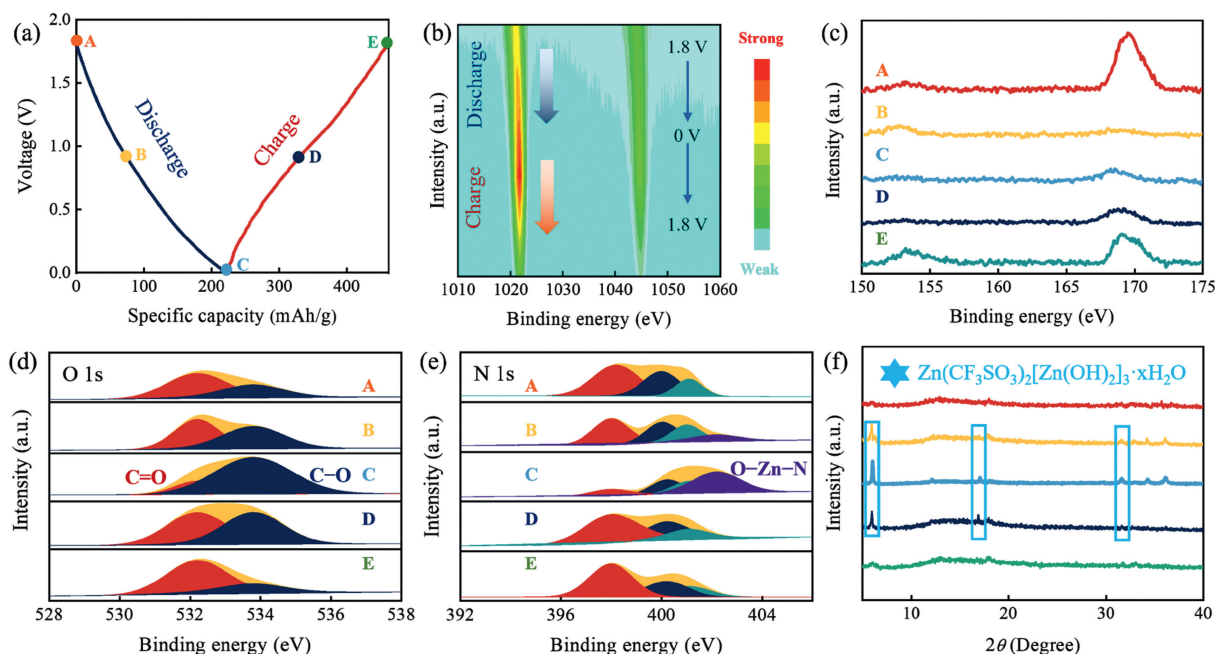 (a)
2.0
1.5
1.0
0.5
0.0
Voltage (V)
A
B
C
D
E
Discharge
Charge
0
100
200
300
400
Specific capacity (mAh/g)
(b)
Intensity (a.u.)
Discharge
Charge
1.8 V
0 V
1.8 V
Strong
Weak
1010
1020
1030
1040
1050
1060
Binding energy (eV)
(c)
Intensity (a.u.)
A
B
C
D
E
150
155
160
165
170
175
Binding energy (eV)
(d)
O 1s
Intensity (a.u.)
A
B
C=O
C−O
C
D
E
528
530
532
534
536
538
Binding energy (eV)
(e)
N 1s
Intensity (a.u.)
A
B
C
O−Zn−N
D
E
392
396
400
404
Binding energy (eV)
(f)
Zn(CF₃SO₃)₂[Zn(OH)₂]₃·xH₂O
Intensity (a.u.)
10
20
30
40
2θ (Degree)